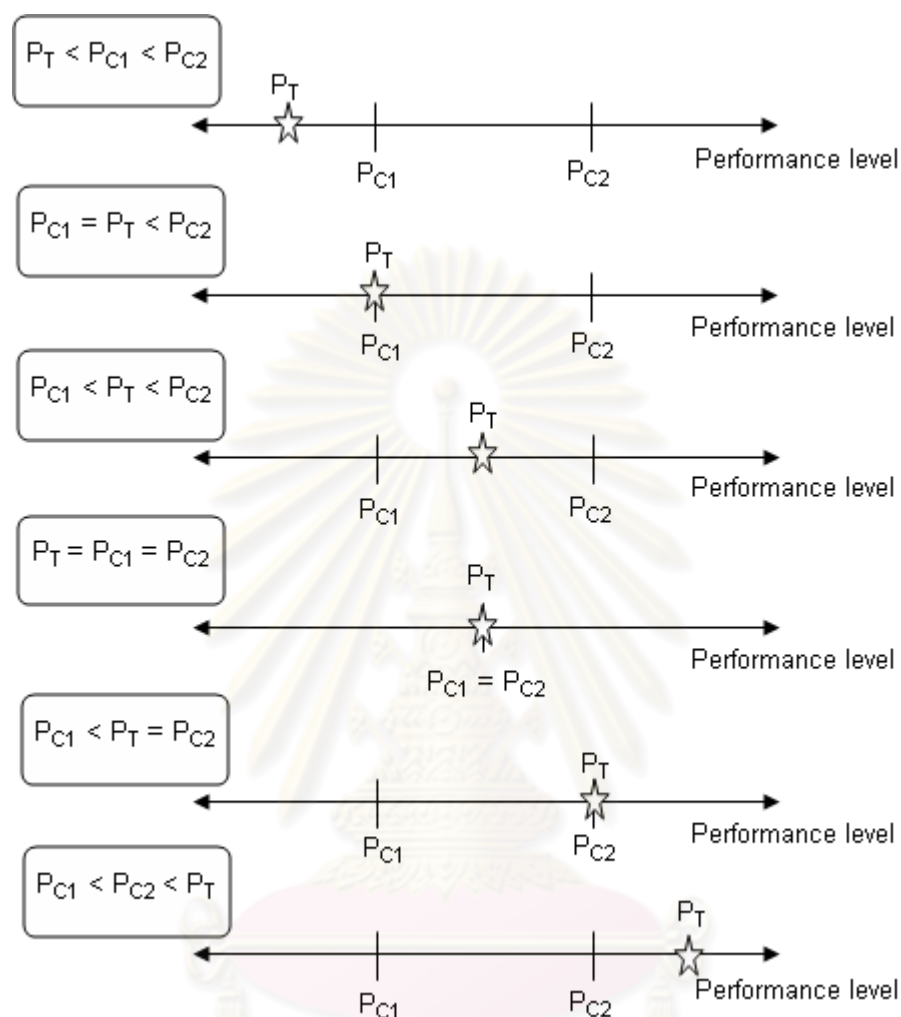 P_T < P_C1 < P_C2
P_T
P_C1 P_C2 Performance level
P_C1 = P_T < P_C2
P_T
P_C1 P_C2 Performance level
P_C1 < P_T < P_C2
P_T
P_C1 P_C2 Performance level
P_T = P_C1 = P_C2
P_T
P_C1 = P_C2 Performance level
P_C1 < P_T = P_C2
P_T
P_C1 P_C2 Performance level
P_C1 < P_C2 < P_T
P_T
P_C1 P_C2 Performance level